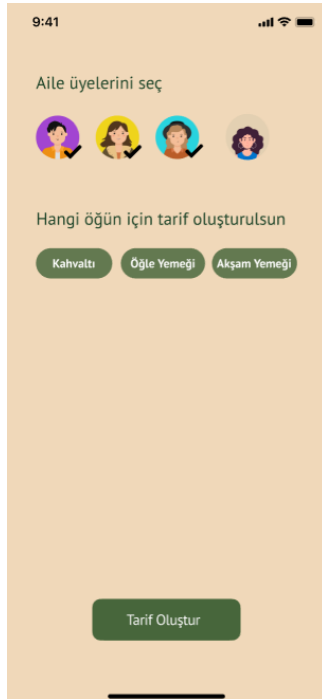 9:41
Aile üyelerini seç
Hangi öğün için tarif oluşturulsun
Kahvaltı Öğle Yemeği Akşam Yemeği
Tarif Oluştur